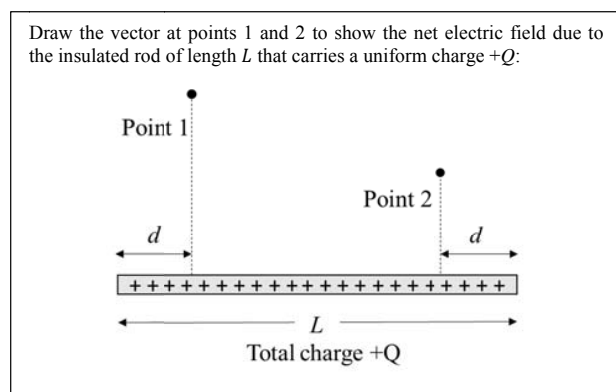 Draw the vector at points 1 and 2 to show the net electric field due to
the insulated rod of length L that carries a uniform charge +Q:
Point 1
Point 2
d
d
+ + + + + + + + + + + + + + + + + + + + + +
L
Total charge +Q